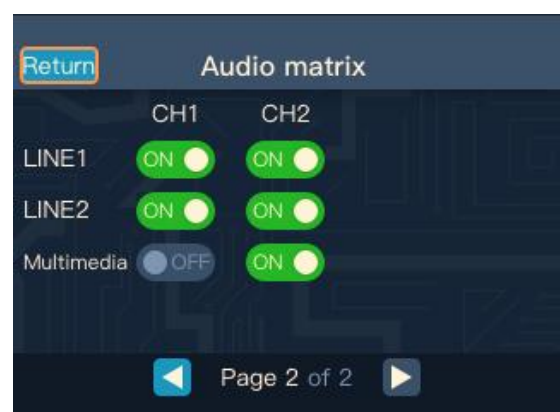 Return Audio matrix
CH1 CH2
LINE1 ON ON
LINE2 ON ON
Multimedia OFF ON
Page 2 of 2